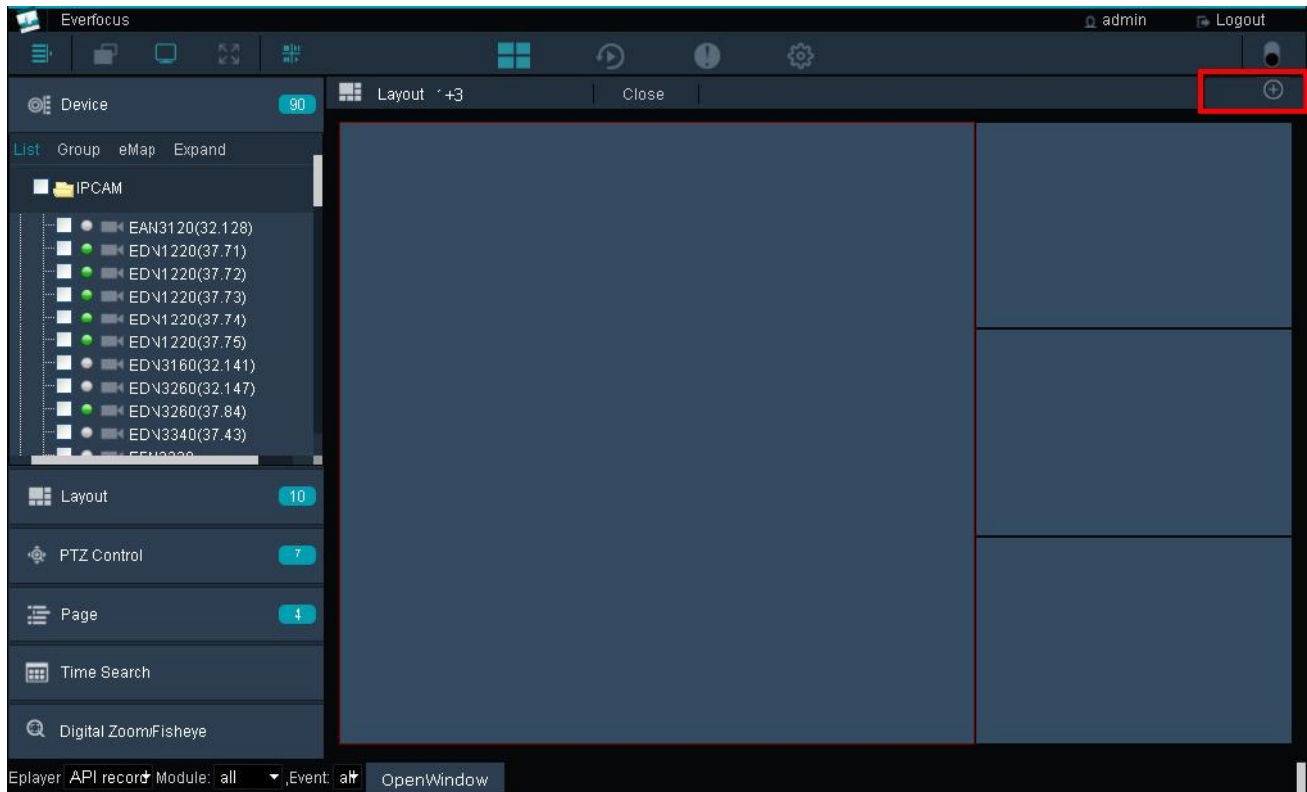 Everfocus
admin
Logout
Device 90
Layout 1+3
Close
List Group eMap Expand
IPCAM
EAN3120(32.128)
EDN1220(37.71)
EDN1220(37.72)
EDN1220(37.73)
EDN1220(37.74)
EDN1220(37.75)
EDN3160(32.141)
EDN3260(32.147)
EDN3260(37.84)
EDN3340(37.43)
Layout 10
PTZ Control 7
Page 4
Time Search
Digital Zoom/Fisheye
Eplayer API record Module: all ,Event: all OpenWindow